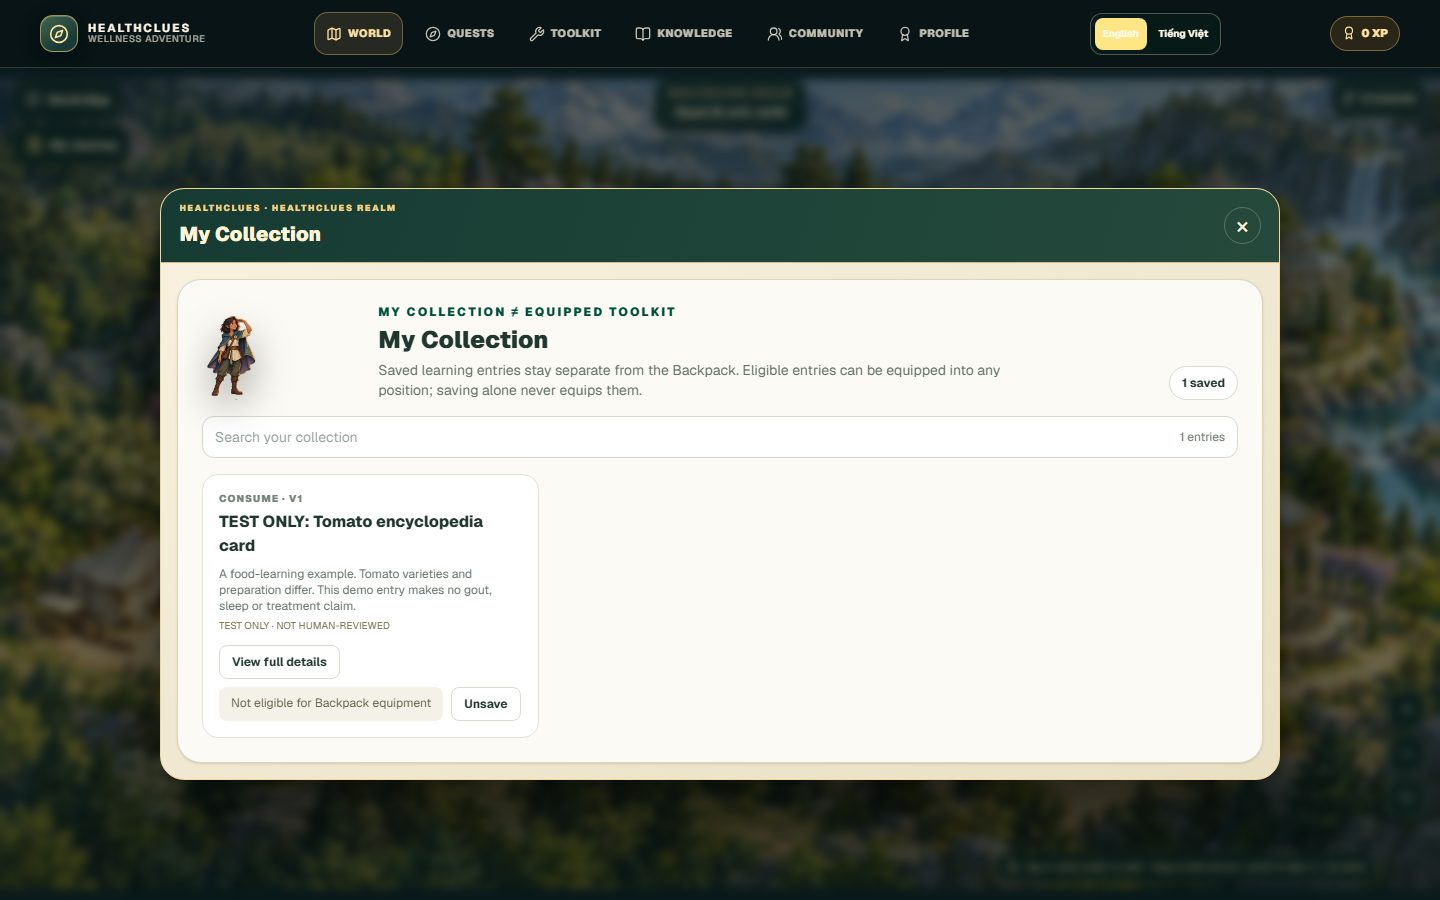 HEALTHCLUES
WELLNESS ADVENTURE
WORLD
QUESTS
TOOLKIT
KNOWLEDGE
COMMUNITY
PROFILE
English
Tiếng Việt
0 XP
HEALTHCLUES · HEALTHCLUES REALM
My Collection
MY COLLECTION ≠ EQUIPPED TOOLKIT
My Collection
Saved learning entries stay separate from the Backpack. Eligible entries can be equipped into any
position; saving alone never equips them.
1 saved
Search your collection
1 entries
CONSUME · V1
TEST ONLY: Tomato encyclopedia
card
A food-learning example. Tomato varieties and
preparation differ. This demo entry makes no gout,
sleep or treatment claim.
TEST ONLY · NOT HUMAN-REVIEWED
View full details
Not eligible for Backpack equipment
Unsave